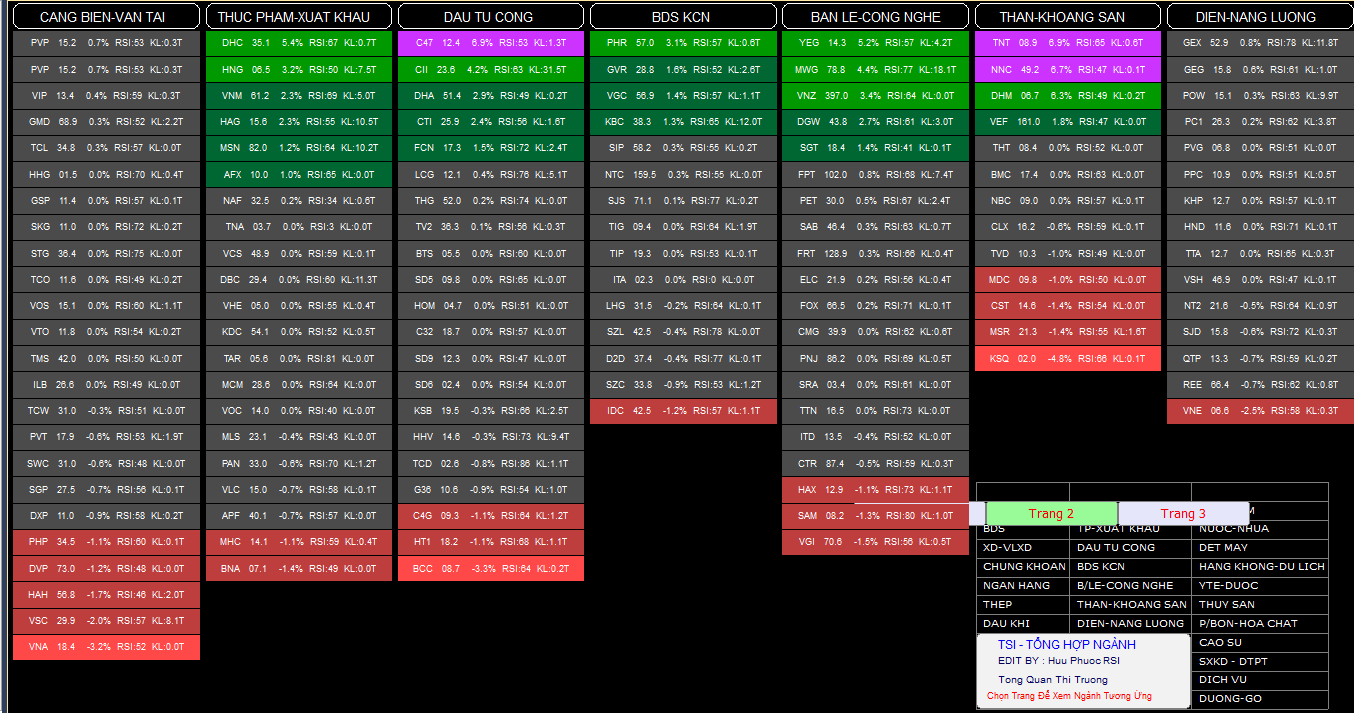 CANG BIEN-VAN TAI
PVP 15.2 0.7% RSI:53 KL:0.3T
PVP 15.2 0.7% RSI:53 KL:0.3T
VIP 13.4 0.4% RSI:59 KL:0.3T
GMD 68.9 0.3% RSI:52 KL:2.2T
TCL 34.8 0.3% RSI:57 KL:0.0T
HHG 01.5 0.0% RSI:70 KL:0.4T
GSP 11.4 0.0% RSI:57 KL:0.1T
SKG 11.0 0.0% RSI:72 KL:0.2T
STG 36.4 0.0% RSI:75 KL:0.0T
TCO 11.6 0.0% RSI:49 KL:0.2T
VOS 15.1 0.0% RSI:60 KL:1.1T
VTO 11.8 0.0% RSI:54 KL:0.2T
TMS 42.0 0.0% RSI:50 KL:0.0T
ILB 26.6 0.0% RSI:49 KL:0.0T
TCW 31.0 -0.3% RSI:51 KL:0.0T
PVT 17.9 -0.6% RSI:53 KL:1.9T
SWC 31.0 -0.6% RSI:48 KL:0.0T
SGP 27.5 -0.7% RSI:56 KL:0.1T
DXP 11.0 -0.9% RSI:58 KL:0.2T
PHP 34.5 -1.1% RSI:60 KL:0.1T
DVP 73.0 -1.2% RSI:48 KL:0.0T
HAH 56.8 -1.7% RSI:46 KL:2.0T
VSC 29.9 -2.0% RSI:57 KL:8.1T
VNA 18.4 -3.2% RSI:52 KL:0.0T
THUC PHAM-XUAT KHAU
DHC 35.1 5.4% RSI:67 KL:0.7T
HNG 06.5 3.2% RSI:50 KL:7.5T
VNM 61.2 2.3% RSI:69 KL:5.0T
HAG 15.6 2.3% RSI:55 KL:10.5T
MSN 82.0 1.2% RSI:64 KL:10.2T
AFX 10.0 1.0% RSI:65 KL:0.0T
NAF 32.5 0.2% RSI:34 KL:0.6T
TNA 03.7 0.0% RSI:3 KL:0.0T
VCS 48.9 0.0% RSI:59 KL:0.1T
DBC 29.4 0.0% RSI:60 KL:11.3T
VHE 05.0 0.0% RSI:55 KL:0.4T
KDC 54.1 0.0% RSI:52 KL:0.5T
TAR 05.6 0.0% RSI:81 KL:0.0T
MCM 28.6 0.0% RSI:64 KL:0.0T
VOC 14.0 0.0% RSI:40 KL:0.0T
MLS 23.1 -0.4% RSI:43 KL:0.0T
PAN 33.0 -0.6% RSI:70 KL:1.2T
VLC 15.0 -0.7% RSI:58 KL:0.1T
APF 40.1 -0.7% RSI:57 KL:0.0T
MHC 14.1 -1.1% RSI:59 KL:0.4T
BNA 07.1 -1.4% RSI:49 KL:0.0T
DAU TU CONG
C47 12.4 6.9% RSI:53 KL:1.3T
CII 23.6 4.2% RSI:63 KL:31.5T
DHA 51.4 2.9% RSI:49 KL:0.2T
CTI 25.9 2.4% RSI:56 KL:1.6T
FCN 17.3 1.5% RSI:72 KL:2.4T
LCG 12.1 0.4% RSI:76 KL:5.1T
THG 52.0 0.2% RSI:74 KL:0.0T
TV2 36.3 0.1% RSI:56 KL:0.3T
BTS 05.5 0.0% RSI:60 KL:0.0T
SD5 09.8 0.0% RSI:65 KL:0.0T
HOM 04.7 0.0% RSI:51 KL:0.0T
C32 18.7 0.0% RSI:57 KL:0.0T
SD9 12.3 0.0% RSI:47 KL:0.0T
SD6 02.4 0.0% RSI:54 KL:0.0T
KSB 19.5 -0.3% RSI:66 KL:2.5T
HHV 14.6 -0.3% RSI:73 KL:9.4T
TCD 02.6 -0.8% RSI:86 KL:1.1T
G36 10.6 -0.9% RSI:54 KL:1.0T
C4G 09.3 -1.1% RSI:64 KL:1.2T
HT1 18.2 -1.1% RSI:68 KL:1.1T
BCC 08.7 -3.3% RSI:64 KL:0.2T
BDS KCN
PHR 57.0 3.1% RSI:57 KL:0.6T
GVR 28.8 1.6% RSI:52 KL:2.6T
VGC 56.9 1.4% RSI:57 KL:1.1T
KBC 38.3 1.3% RSI:65 KL:12.0T
SIP 58.2 0.3% RSI:55 KL:0.2T
NTC 159.5 0.3% RSI:55 KL:0.0T
SJS 71.1 0.1% RSI:77 KL:0.2T
TIG 09.4 0.0% RSI:64 KL:1.9T
TIP 19.3 0.0% RSI:53 KL:0.1T
ITA 02.3 0.0% RSI:0 KL:0.0T
LHG 31.5 -0.2% RSI:64 KL:0.1T
SZL 42.5 -0.4% RSI:78 KL:0.0T
D2D 37.4 -0.4% RSI:77 KL:0.1T
SZC 33.8 -0.9% RSI:53 KL:1.2T
IDC 42.5 -1.2% RSI:57 KL:1.1T
BAN LE-CONG NGHE
YEG 14.3 5.2% RSI:57 KL:4.2T
MWG 78.8 4.4% RSI:77 KL:18.1T
VNZ 397.0 3.4% RSI:64 KL:0.0T
DGW 43.8 2.7% RSI:61 KL:3.0T
SGT 18.4 1.4% RSI:41 KL:0.1T
FPT 102.0 0.8% RSI:68 KL:7.4T
PET 30.0 0.5% RSI:67 KL:2.4T
SAB 46.4 0.3% RSI:63 KL:0.7T
FRT 128.9 0.3% RSI:66 KL:0.4T
ELC 21.9 0.2% RSI:56 KL:0.4T
FOX 66.5 0.2% RSI:71 KL:0.1T
CMG 39.9 0.0% RSI:62 KL:0.6T
PNJ 86.2 0.0% RSI:69 KL:0.5T
SRA 03.4 0.0% RSI:61 KL:0.0T
TTN 16.5 0.0% RSI:73 KL:0.0T
ITD 13.5 -0.4% RSI:52 KL:0.0T
CTR 87.4 -0.5% RSI:59 KL:0.3T
HAX 12.9 -1.1% RSI:73 KL:1.1T
SAM 08.2 -1.3% RSI:80 KL:1.0T
VGI 70.6 -1.5% RSI:56 KL:0.5T
THAN-KHOANG SAN
TNT 08.9 6.9% RSI:65 KL:0.6T
NNC 49.2 6.7% RSI:47 KL:0.1T
DHM 06.7 6.3% RSI:49 KL:0.2T
VEF 161.0 1.8% RSI:47 KL:0.0T
THT 08.4 0.0% RSI:52 KL:0.0T
BMC 17.4 0.0% RSI:63 KL:0.0T
NBC 09.0 0.0% RSI:57 KL:0.1T
CLX 16.2 -0.6% RSI:59 KL:0.1T
TVD 10.3 -1.0% RSI:49 KL:0.0T
MDC 09.8 -1.0% RSI:50 KL:0.0T
CST 14.6 -1.4% RSI:54 KL:0.0T
MSR 21.3 -1.4% RSI:55 KL:1.6T
KSQ 02.0 -4.8% RSI:66 KL:0.1T
DIEN-NANG LUONG
GEX 52.9 0.8% RSI:78 KL:11.8T
GEG 15.8 0.6% RSI:61 KL:1.0T
POW 15.1 0.3% RSI:63 KL:9.9T
PC1 26.3 0.2% RSI:62 KL:3.8T
PVG 06.8 0.0% RSI:51 KL:0.0T
PPC 10.9 0.0% RSI:51 KL:0.5T
KHP 12.7 0.0% RSI:57 KL:0.1T
HND 11.6 0.0% RSI:71 KL:0.1T
TTA 12.7 0.0% RSI:65 KL:0.3T
VSH 46.9 0.0% RSI:47 KL:0.1T
NT2 21.6 -0.5% RSI:64 KL:0.9T
SJD 15.8 -0.6% RSI:72 KL:0.3T
QTP 13.3 -0.7% RSI:59 KL:0.2T
REE 66.4 -0.7% RSI:62 KL:0.8T
VNE 06.6 -2.5% RSI:58 KL:0.3T
Trang 2 Trang 3
BDS TP-XUAT KHAU NUOC-NHUA
XD-VLXD DAU TU CONG DET MAY
CHUNG KHOAN BDS KCN HANG KHONG-DU LICH
NGAN HANG B/LE-CONG NGHE YTE-DUOC
THEP THAN-KHOANG SAN THUY SAN
DAU KHI DIEN-NANG LUONG P/BON-HOA CHAT
CAO SU
SXKD - DTPT
DICH VU
DUONG-GO
TSI - TỔNG HỢP NGÀNH
EDIT BY : Huu Phuoc RSI
Tong Quan Thi Truong
Chọn Trang Để Xem Ngành Tương Ứng